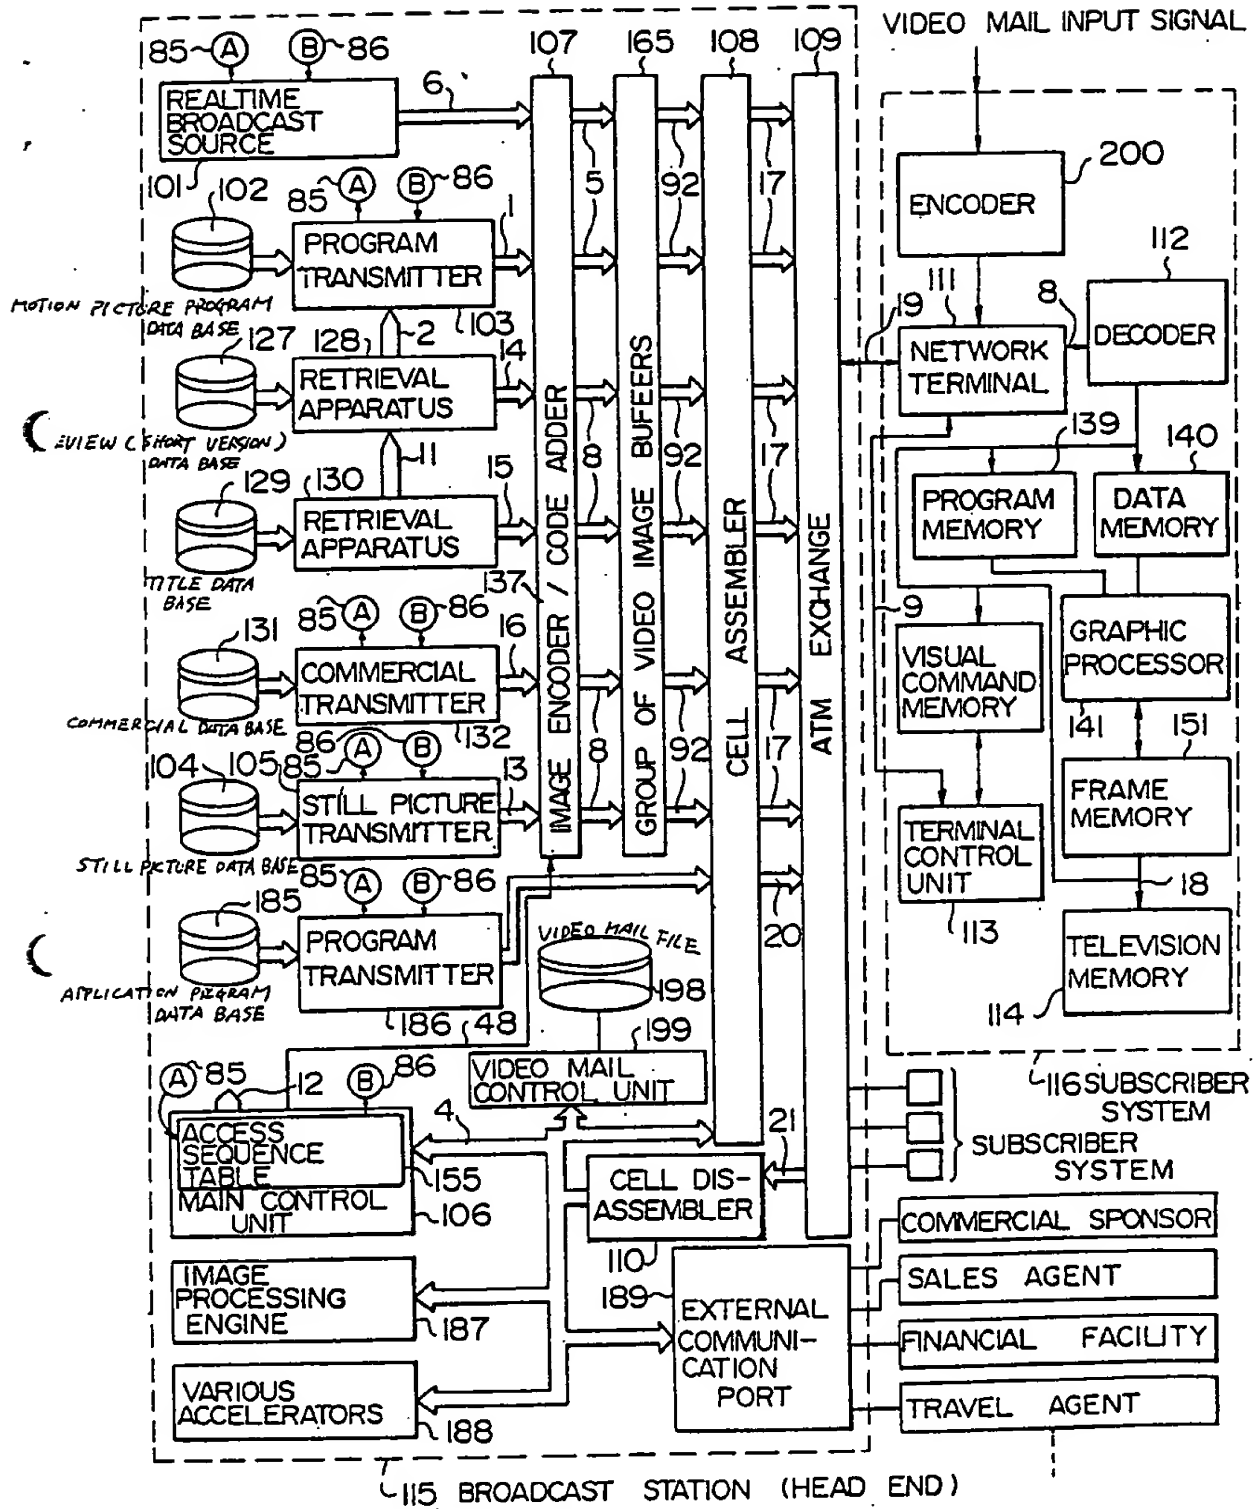 VIDEO MAIL INPUT SIGNAL
85 A B 86
107 165 108 109
REALTIME
BROADCAST
SOURCE
6
101
102
85 A B 86
PROGRAM
TRANSMITTER
1
103
MOTION PICTURE PROGRAM
DATA BASE
5 92 17
127
128
2
14
RETRIEVAL
APPARATUS
EVIEW (SHORT VERSION)
DATA BASE
11
129
130
15
RETRIEVAL
APPARATUS
TITLE DATA
BASE
8 92 17
137
131
85 A B 86
16
COMMERCIAL
TRANSMITTER
132
COMMERCIAL DATA BASE
104
105
85 A 86 B
13
STILL PICTURE
TRANSMITTER
STILL PICTURE DATA BASE
8 92 17
185
85 A B 86
PROGRAM
TRANSMITTER
186
APPLICATION PROGRAM
DATA BASE
48
20
IMAGE ENCODER / CODE ADDER
GROUP OF VIDEO IMAGE BUFEERS
CELL ASSEMBLER
ATM EXCHANGE
VIDEO MAIL FILE
198
199
VIDEO MAIL
CONTROL UNIT
A 85
12
B 86
4
ACCESS
SEQUENCE
TABLE
155
MAIN CONTROL
UNIT
106
21
CELL DIS-
ASSEMBLER
110
IMAGE
PROCESSING
ENGINE
187
VARIOUS
ACCELERATORS
188
189
EXTERNAL
COMMUNI-
CATION
PORT
115 BROADCAST STATION (HEAD END)
200
ENCODER
112
111
8
DECODER
19
NETWORK
TERMINAL
139
140
PROGRAM
MEMORY
DATA
MEMORY
9
VISUAL
COMMAND
MEMORY
GRAPHIC
PROCESSOR
141
151
FRAME
MEMORY
TERMINAL
CONTROL
UNIT
113
18
TELEVISION
MEMORY
114
116 SUBSCRIBER
SYSTEM
SUBSCRIBER
SYSTEM
COMMERCIAL SPONSOR
SALES AGENT
FINANCIAL FACILITY
TRAVEL AGENT